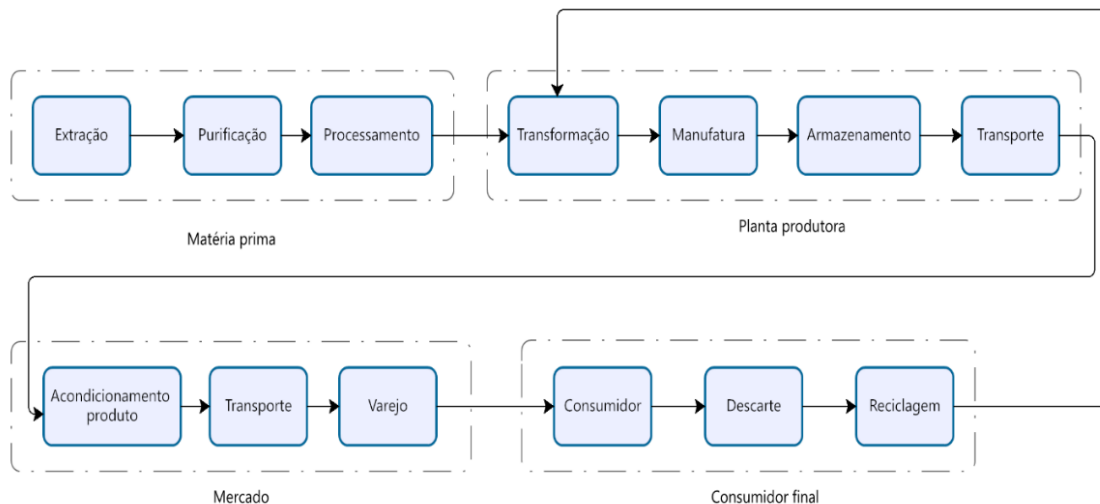 Extração
Purificação
Processamento
Transformação
Manufatura
Armazenamento
Transporte
Matéria prima
Planta produtora
Acondicionamento
produto
Transporte
Varejo
Consumidor
Descarte
Reciclagem
Mercado
Consumidor final